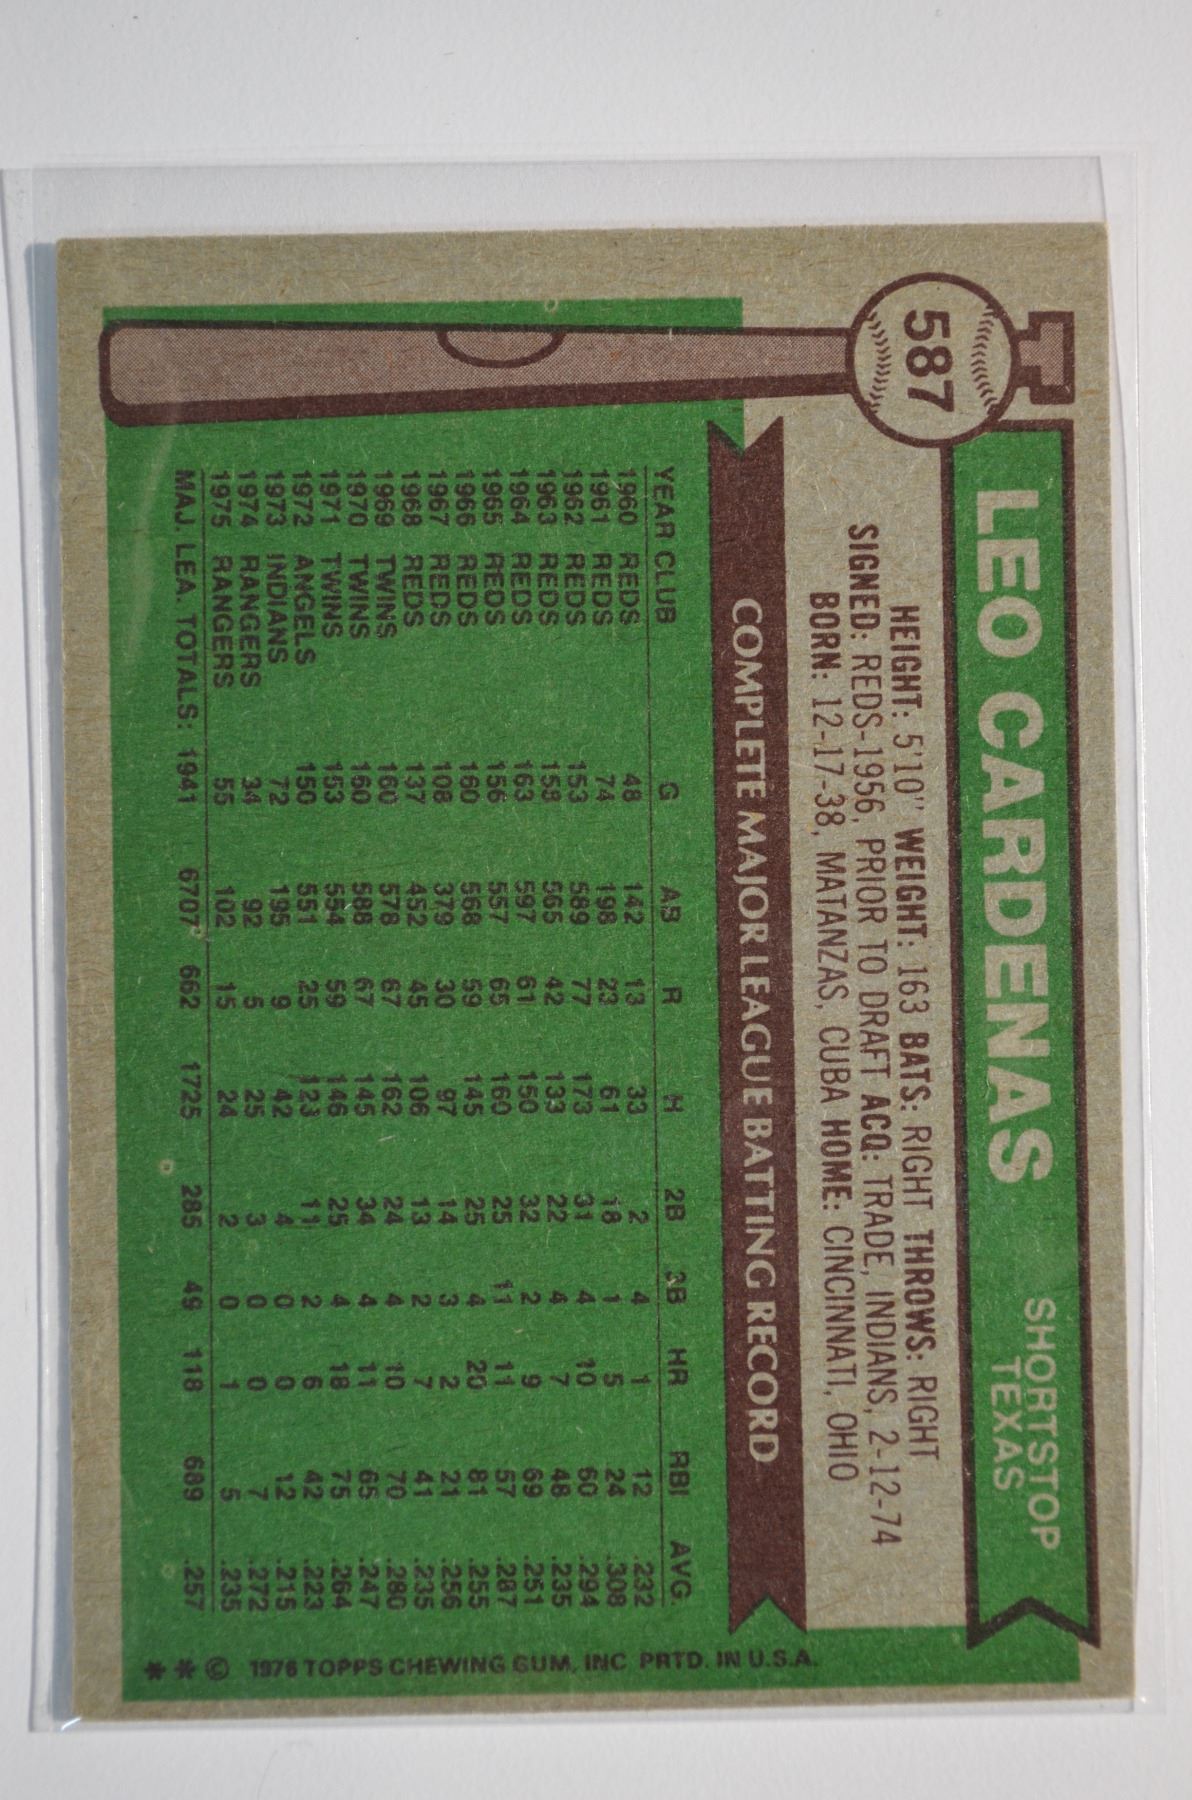 587
LEO CARDENAS
SHORTSTOP
TEXAS
HEIGHT: 5'10" WEIGHT: 163 BATS: RIGHT THROWS: RIGHT
SIGNED: REDS-1956, PRIOR TO DRAFT ACQ: TRADE, INDIANS, 2-12-74
BORN: 12-17-38, MATANZAS, CUBA HOME: CINCINNATI, OHIO
COMPLETE MAJOR LEAGUE BATTING RECORD
YEAR CLUB G AB R H 2B 3B HR RBI AVG.
1960 REDS 48 142 13 33 2 4 1 12 .232
1961 REDS 74 198 23 61 18 1 5 24 .308
1962 REDS 153 589 77 173 31 4 10 60 .294
1963 REDS 158 565 42 133 22 4 7 48 .235
1964 REDS 163 597 61 150 32 2 9 69 .251
1965 REDS 156 557 65 160 25 11 11 57 .287
1966 REDS 160 568 59 145 25 4 20 81 .255
1967 REDS 108 379 30 97 14 3 2 21 .256
1968 REDS 137 452 45 106 13 2 7 41 .235
1969 TWINS 160 578 67 162 24 4 10 70 .280
1970 TWINS 160 588 67 145 34 4 11 65 .247
1971 TWINS 153 554 59 146 25 4 18 75 .264
1972 ANGELS 150 551 25 123 11 2 6 42 .223
1973 INDIANS 72 195 9 42 4 0 0 12 .215
1974 RANGERS 34 92 5 25 3 0 0 7 .272
1975 RANGERS 55 102 15 24 2 0 1 5 .235
MAJ. LEA. TOTALS: 1941 6707 662 1725 285 49 118 689 .257
** © 1976 TOPPS CHEWING GUM, INC PRTD. IN U.S.A.